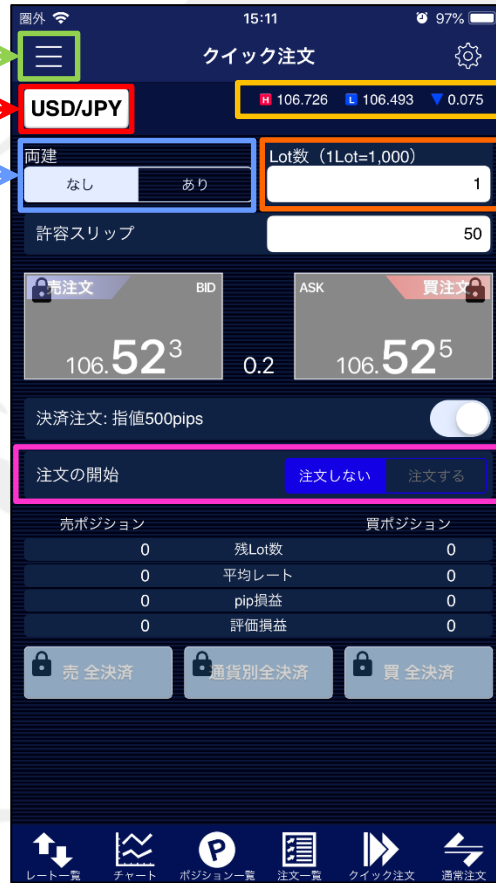 圏外 15:11 97%
クイック注文
USD/JPY H 106.726 L 106.493 ▼ 0.075
両建 Lot数（1Lot=1,000）
なし あり 1
許容スリップ 50
売注文 BID ASK 買注文
106.523 0.2 106.525
決済注文: 指値500pips
注文の開始 注文しない 注文する
売ポジション 買ポジション
0 残Lot数 0
0 平均レート 0
0 pip損益 0
0 評価損益 0
売 全決済 通貨別全決済 買 全決済
P
レート一覧 チャート ポジション一覧 注文一覧 クイック注文 通常注文